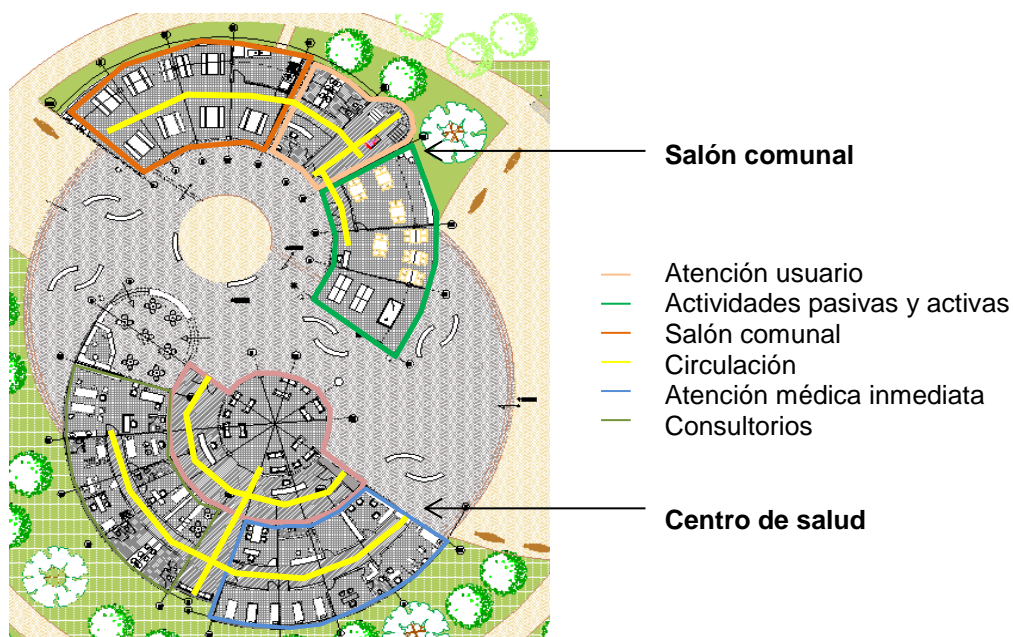 Salón comunal
Atención usuario
Actividades pasivas y activas
Salón comunal
Circulación
Atención médica inmediata
Consultorios
Centro de salud